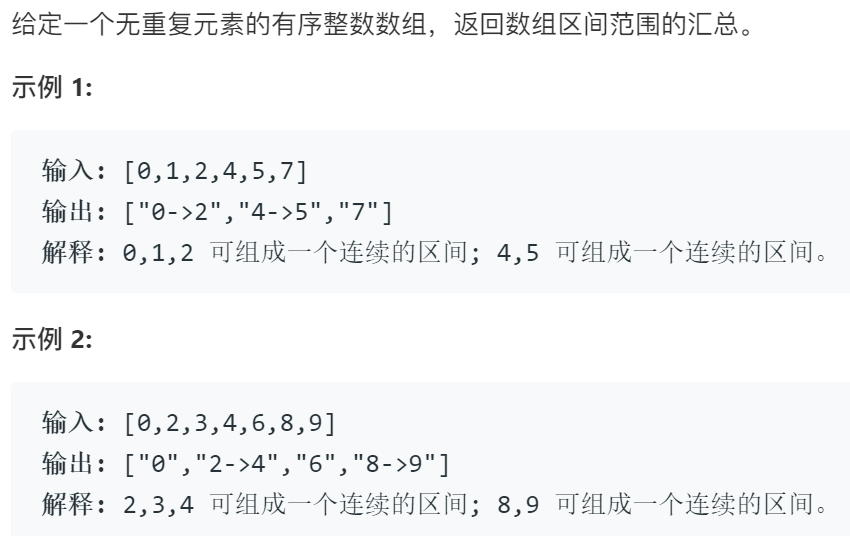 给定一个无重复元素的有序整数数组，返回数组区间范围的汇总。
示例 1:
输入: [0,1,2,4,5,7]
输出: ["0->2","4->5","7"]
解释: 0,1,2 可组成一个连续的区间; 4,5 可组成一个连续的区间。
示例 2:
输入: [0,2,3,4,6,8,9]
输出: ["0","2->4","6","8->9"]
解释: 2,3,4 可组成一个连续的区间; 8,9 可组成一个连续的区间。